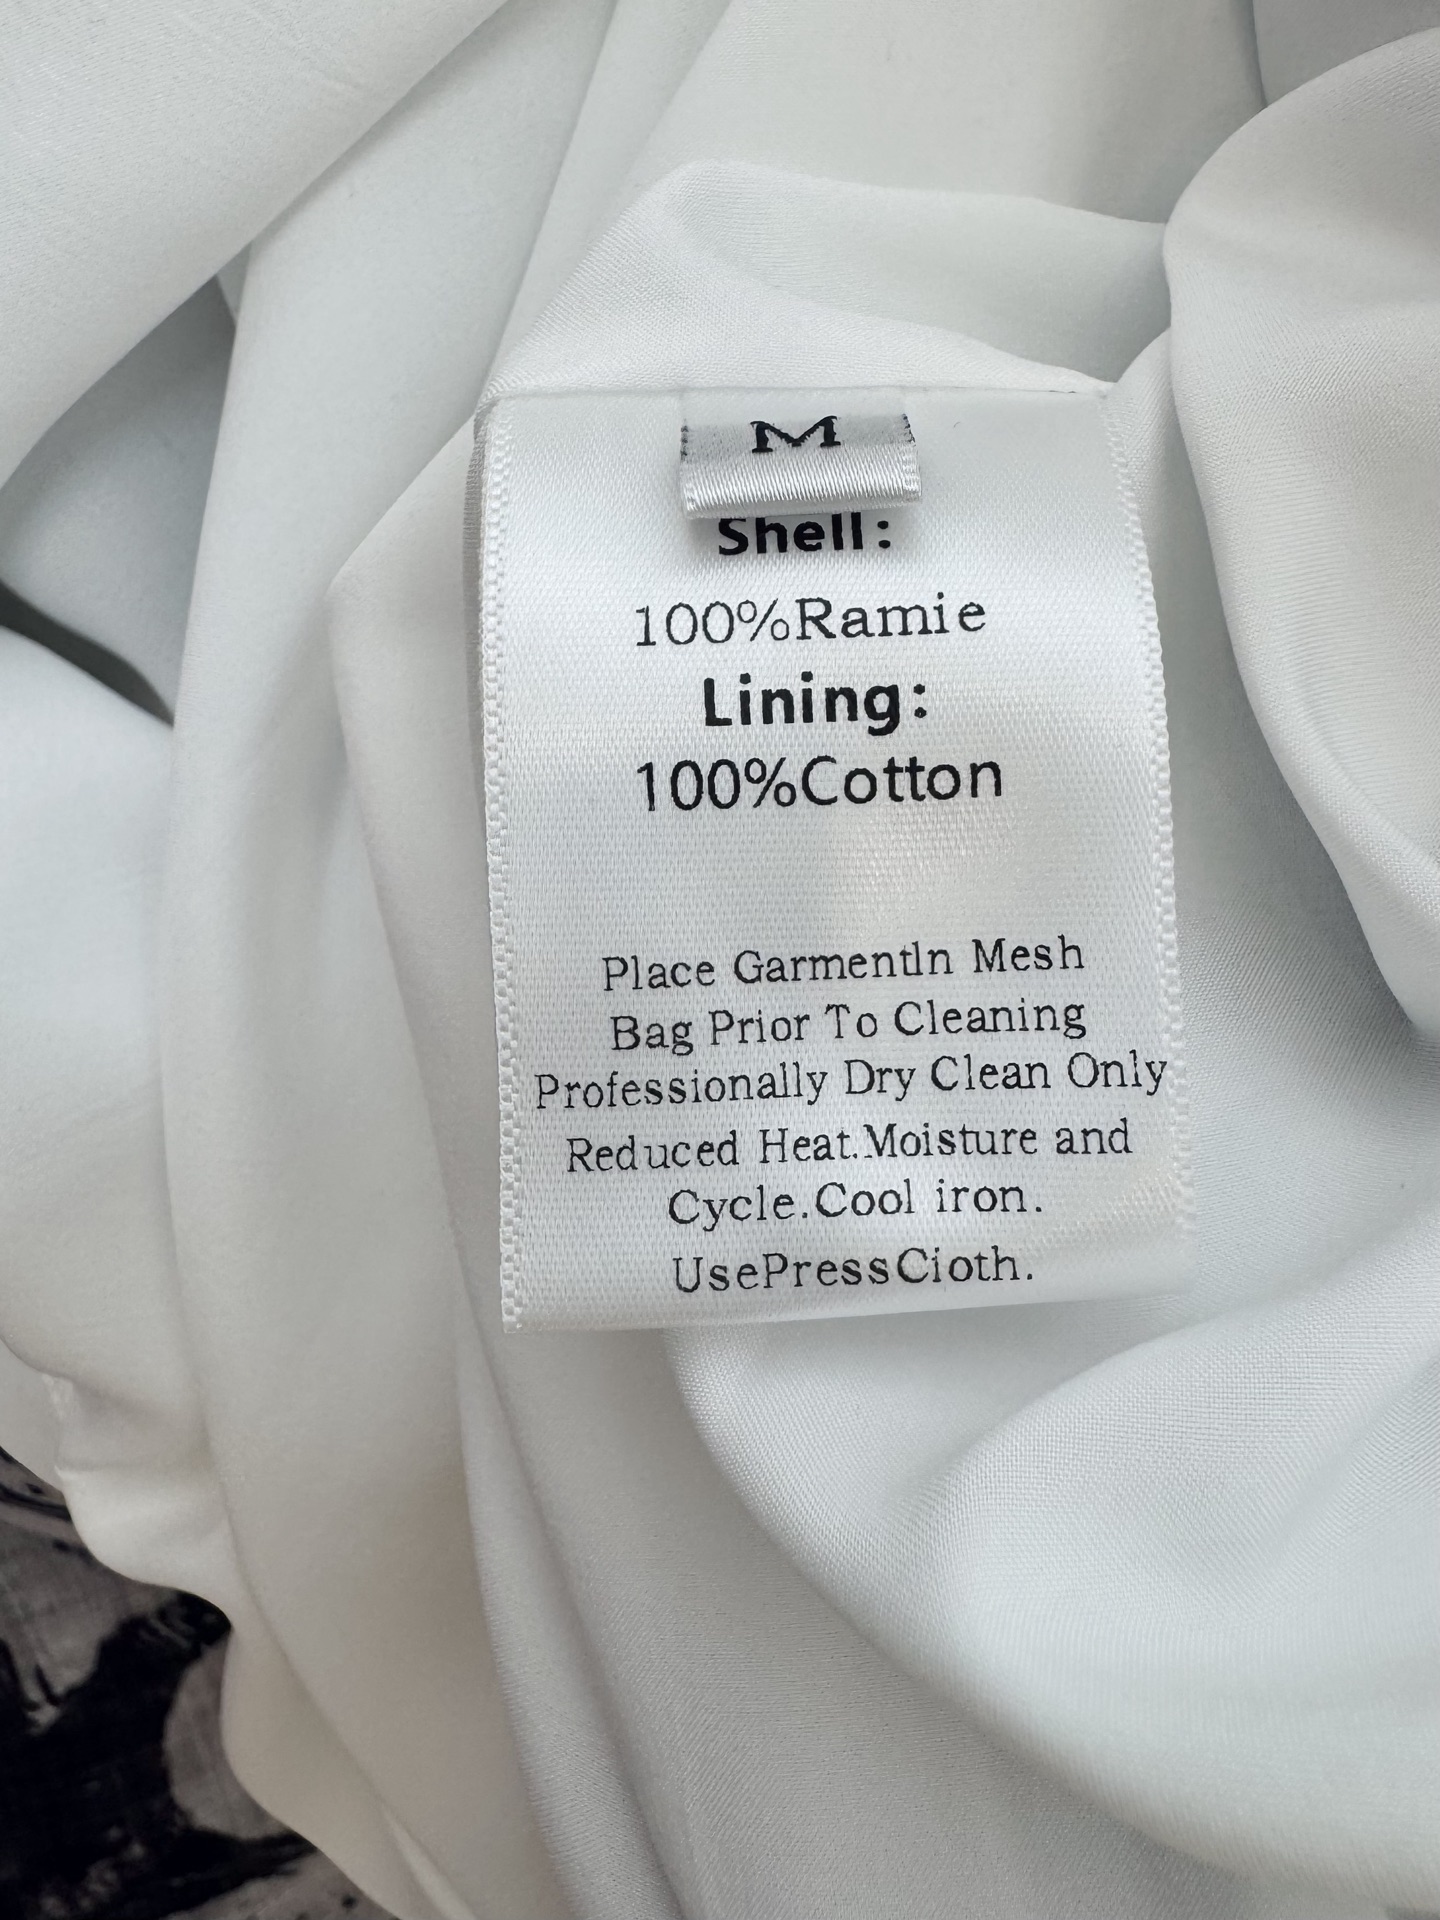 M
Shell:
100%Ramie
Lining:
100%Cotton
Place GarmentIn Mesh
Bag Prior To Cleaning
Professionally Dry Clean Only
Reduced Heat.Moisture and
Cycle.Cool iron.
UsePressCioth.